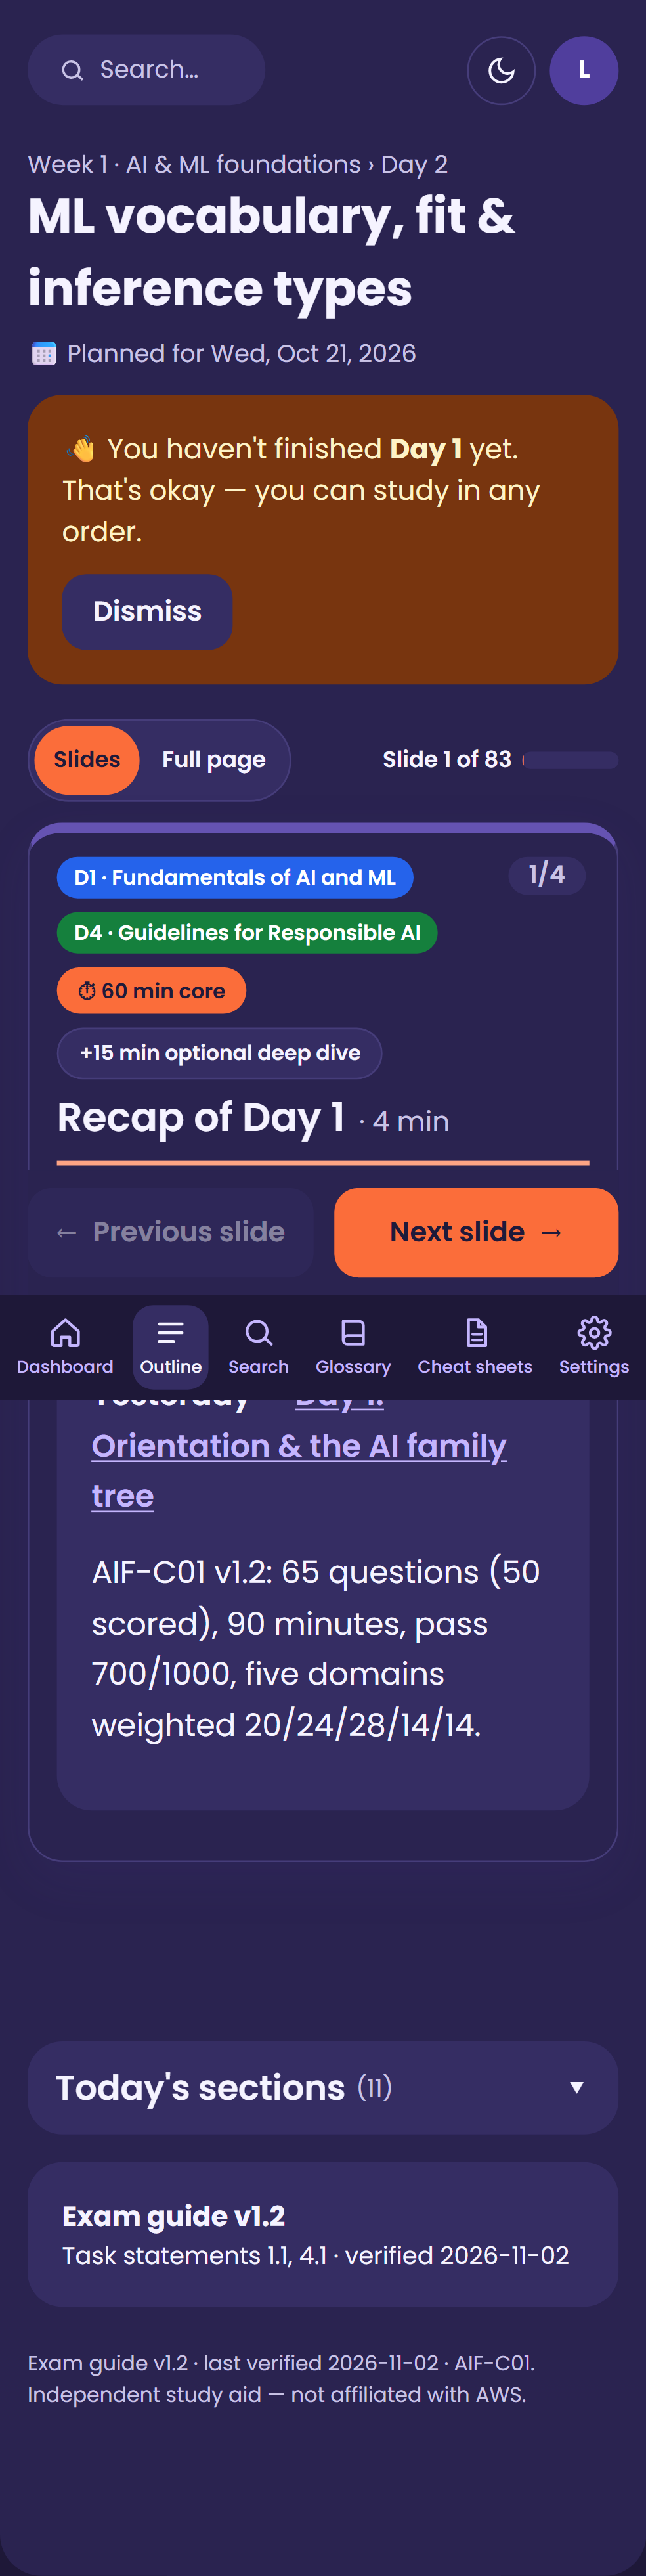 Search...
L
Week 1 · AI & ML foundations › Day 2
ML vocabulary, fit &
inference types
Planned for Wed, Oct 21, 2026
You haven't finished Day 1 yet.
That's okay — you can study in any
order.
Dismiss
Slides
Full page
Slide 1 of 83
D1 · Fundamentals of AI and ML
1/4
D4 · Guidelines for Responsible AI
⏱ 60 min core
+15 min optional deep dive
Recap of Day 1 · 4 min
← Previous slide
Next slide →
Dashboard
Outline
Search
Glossary
Cheat sheets
Settings
Yesterday
Day 1:
Orientation & the AI family
tree
AIF-C01 v1.2: 65 questions (50
scored), 90 minutes, pass
700/1000, five domains
weighted 20/24/28/14/14.
Today's sections (11)
Exam guide v1.2
Task statements 1.1, 4.1 · verified 2026-11-02
Exam guide v1.2 · last verified 2026-11-02 · AIF-C01.
Independent study aid — not affiliated with AWS.